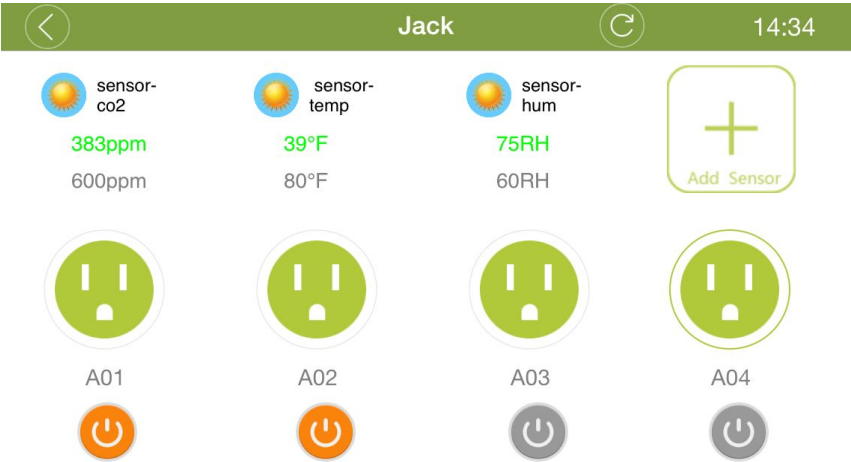 Jack
14:34
sensor-
co2
383ppm
600ppm
sensor-
temp
39°F
80°F
sensor-
hum
75RH
60RH
Add Sensor
A01
A02
A03
A04